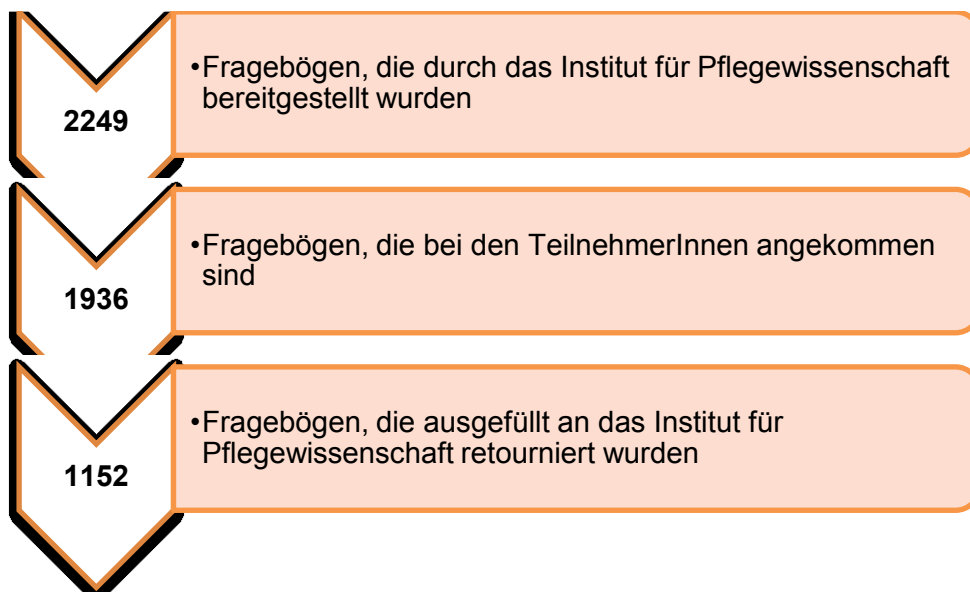 2249
•Fragebögen, die durch das Institut für Pflegewissenschaft
bereitgestellt wurden
1936
•Fragebögen, die bei den TeilnehmerInnen angekommen
sind
1152
•Fragebögen, die ausgefüllt an das Institut für
Pflegewissenschaft retourniert wurden